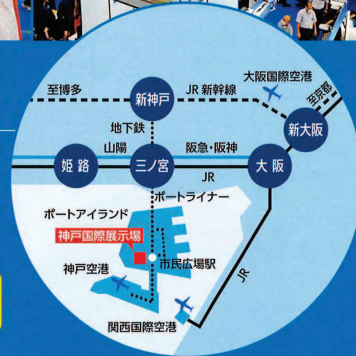 至博多
JR 新幹線
大阪国際空港
至京都
新神戸
新大阪
地下鉄
山陽
阪急・阪神
姫路
三ノ宮
大阪
JR
ポートライナー
ポートアイランド
神戸国際展示場
市民広場駅
神戸空港
JR
関西国際空港